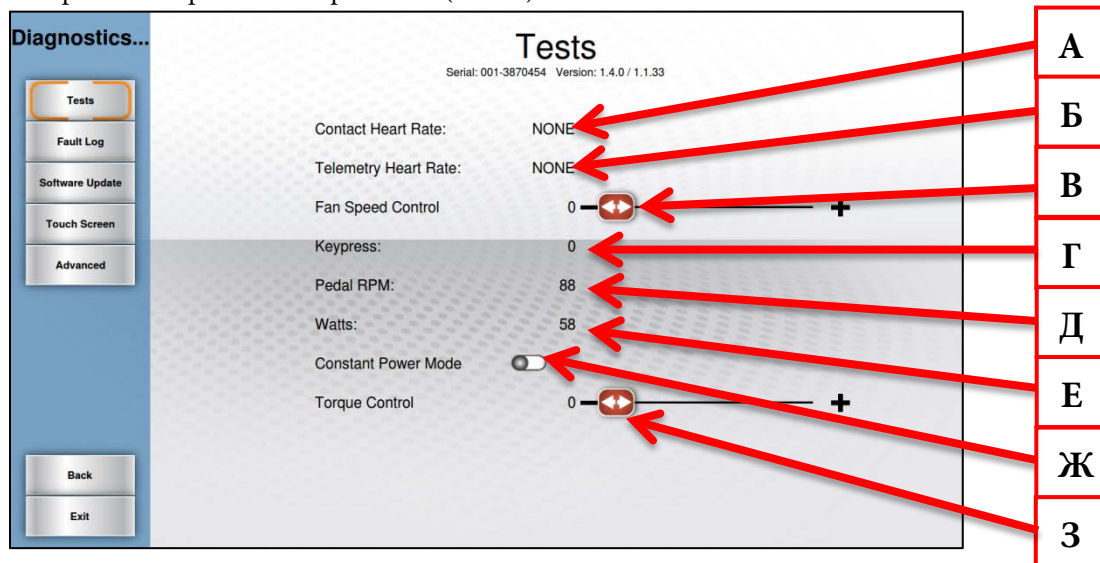 Diagnostics...
Tests
Serial: 001-3870454 Version: 1.4.0 / 1.1.33
Tests
Fault Log
Software Update
Touch Screen
Advanced
Back
Exit
Contact Heart Rate: NONE
Telemetry Heart Rate: NONE
Fan Speed Control 0
Keypress: 0
Pedal RPM: 88
Watts: 58
Constant Power Mode
Torque Control 0
А
Б
В
Г
Д
Е
Ж
З